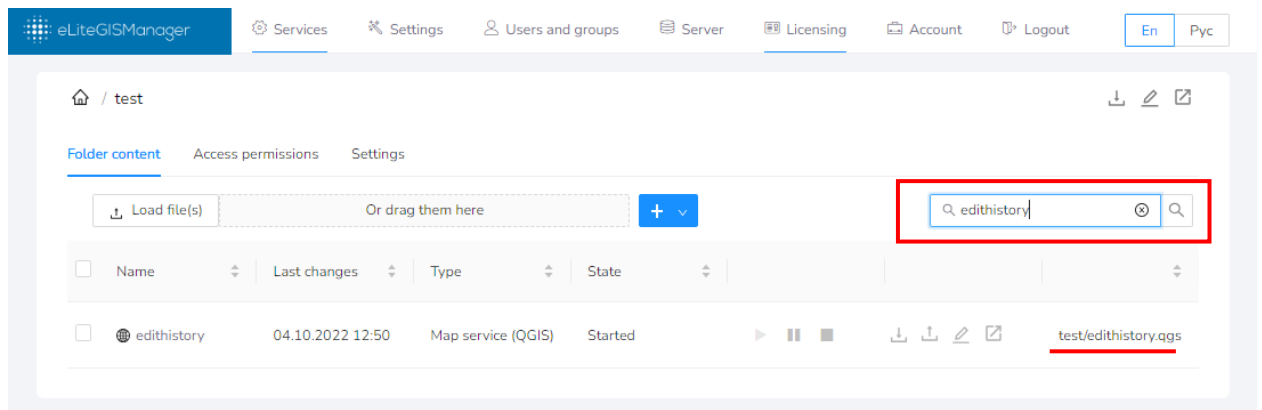 eLiteGISManager Services Settings Users and groups Server Licensing Account Logout En Рус
/ test
Folder content Access permissions Settings
Load file(s) Or drag them here + edithistory
Name Last changes Type State
edithistory 04.10.2022 12:50 Map service (QGIS) Started test/edithistory.qgs